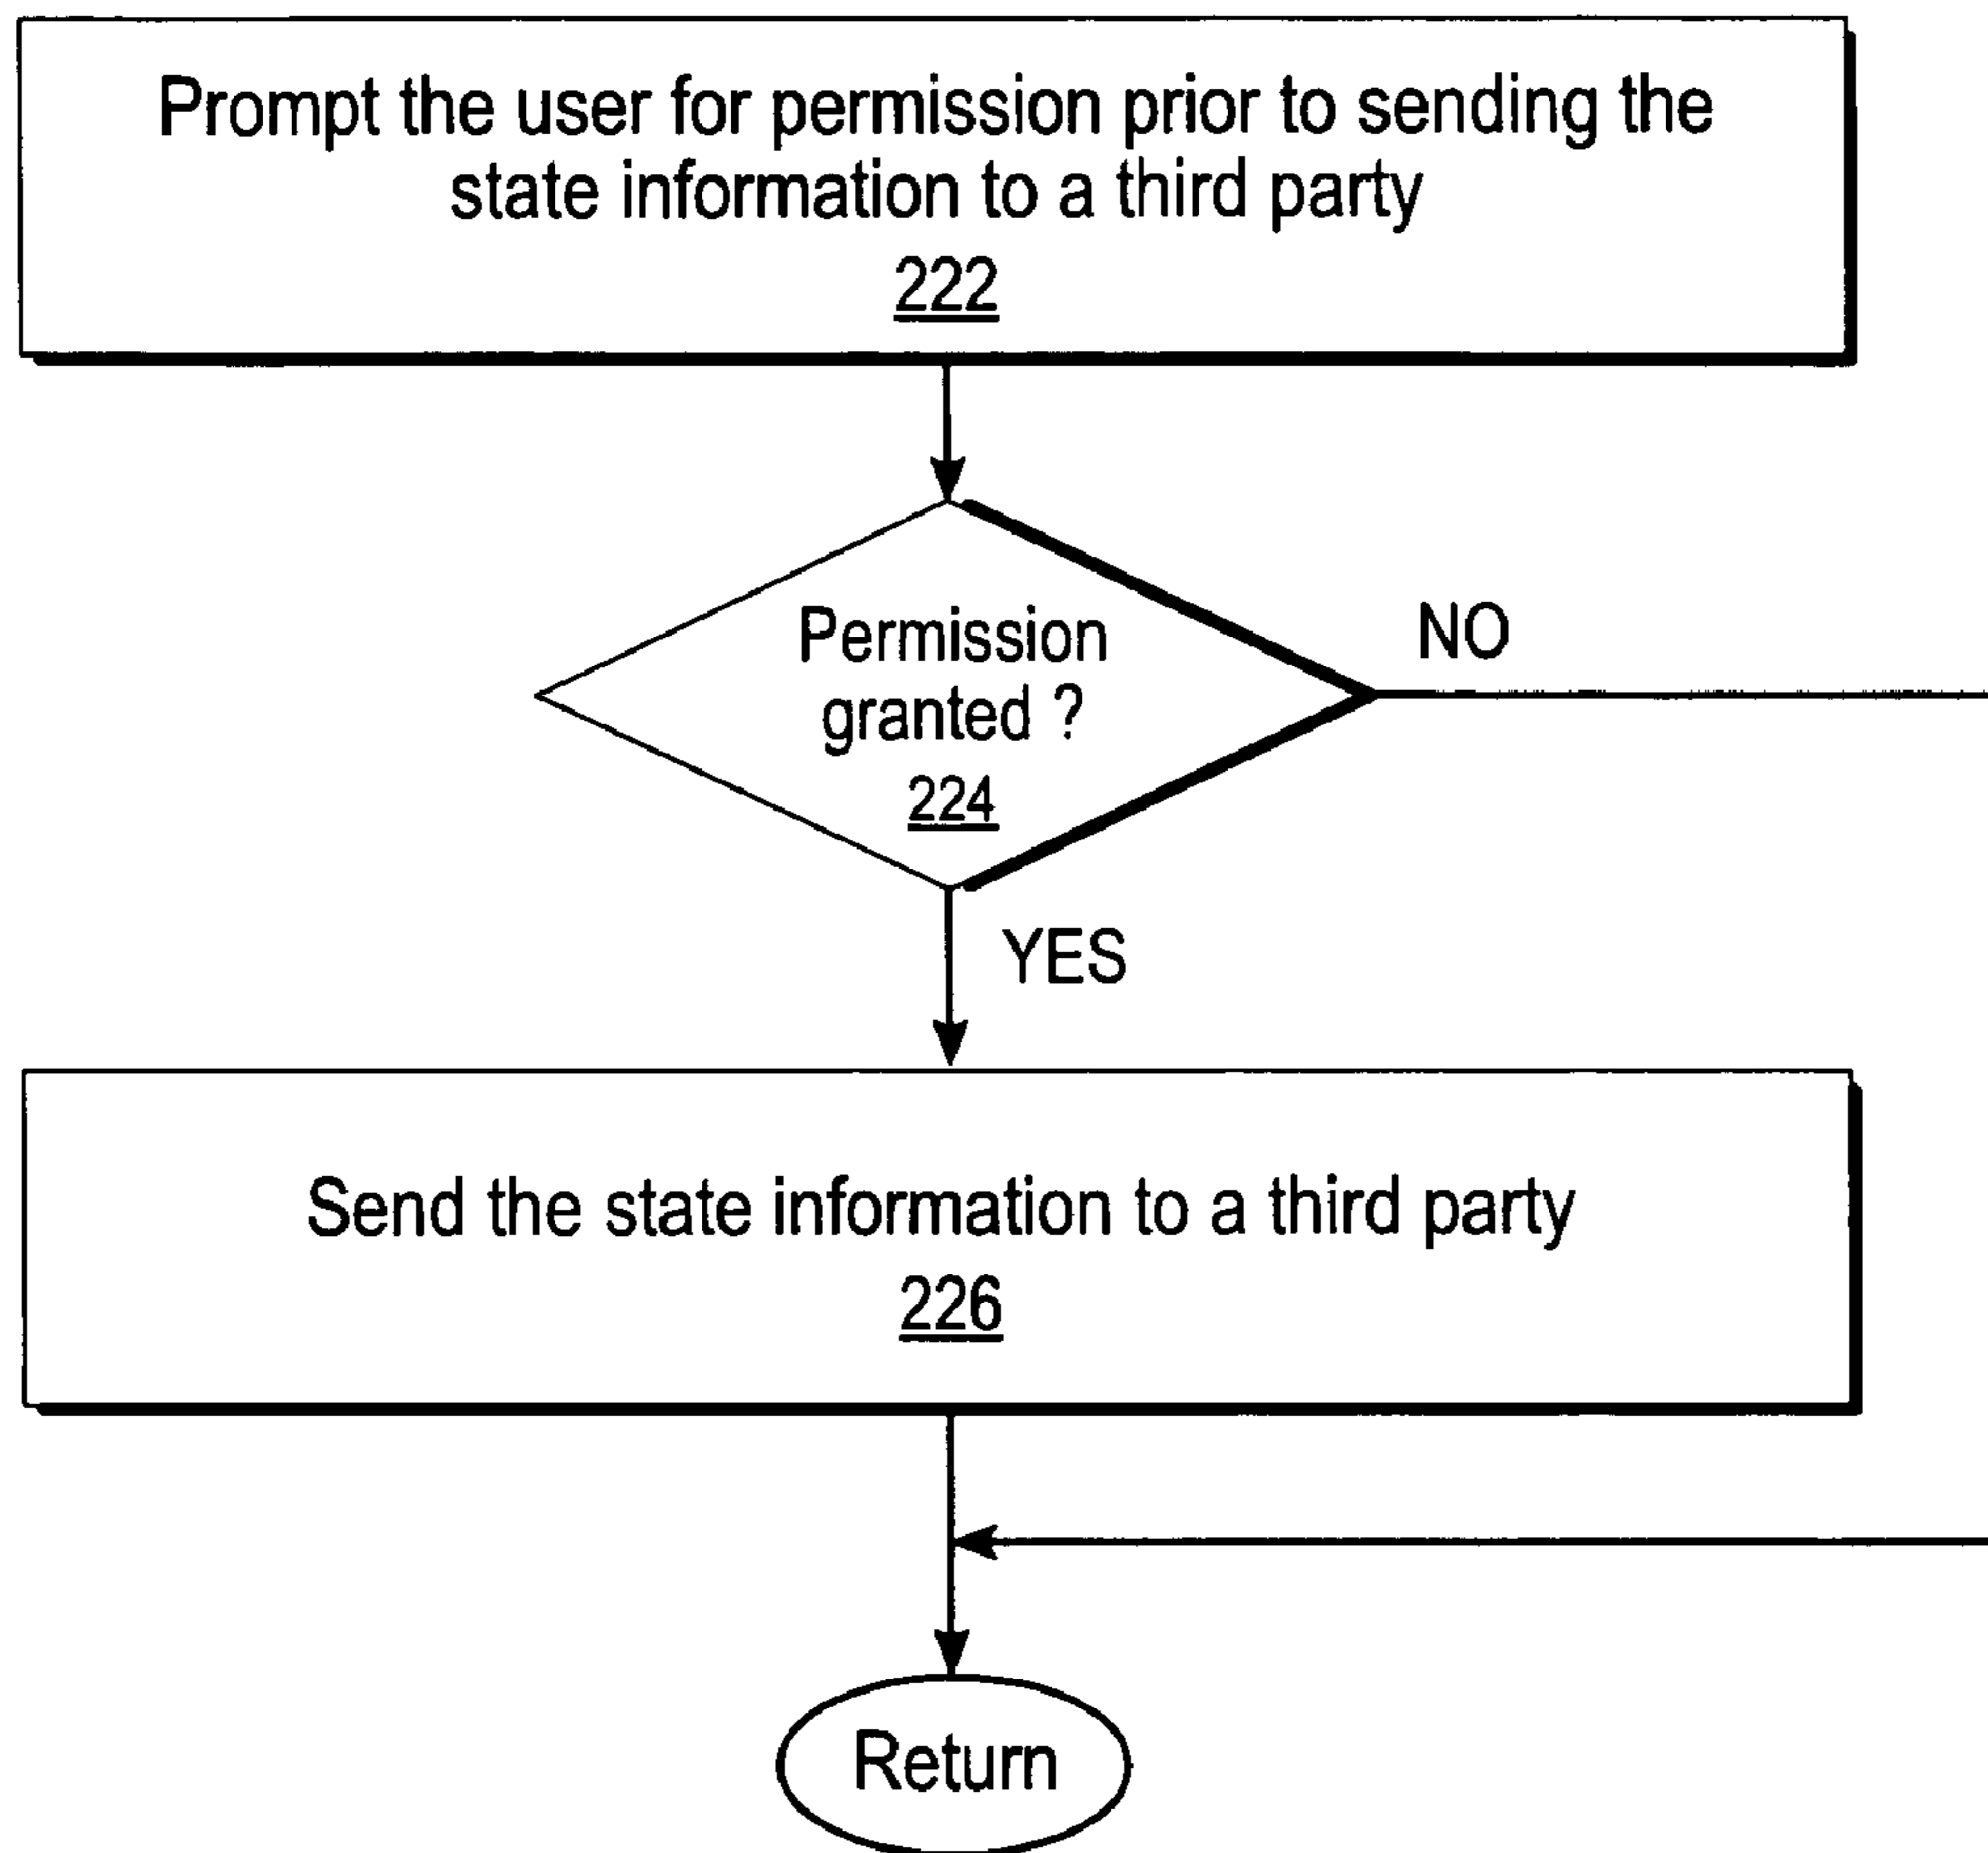 Prompt the user for permission prior to sending the
state information to a third party
222
Permission
granted ?
224
NO
YES
Send the state information to a third party
226
Return